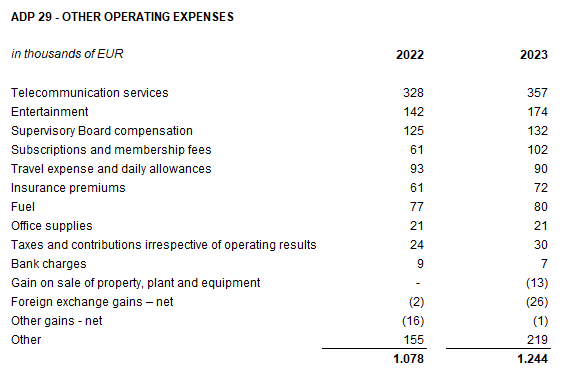 ADP 29 - OTHER OPERATING EXPENSES
in thousands of EUR 2022 2023
Telecommunication services 328 357
Entertainment 142 174
Supervisory Board compensation 125 132
Subscriptions and membership fees 61 102
Travel expense and daily allowances 93 90
Insurance premiums 61 72
Fuel 77 80
Office supplies 21 21
Taxes and contributions irrespective of operating results 24 30
Bank charges 9 7
Gain on sale of property, plant and equipment - (13)
Foreign exchange gains – net (2) (26)
Other gains - net (16) (1)
Other 155 219
1.078 1.244